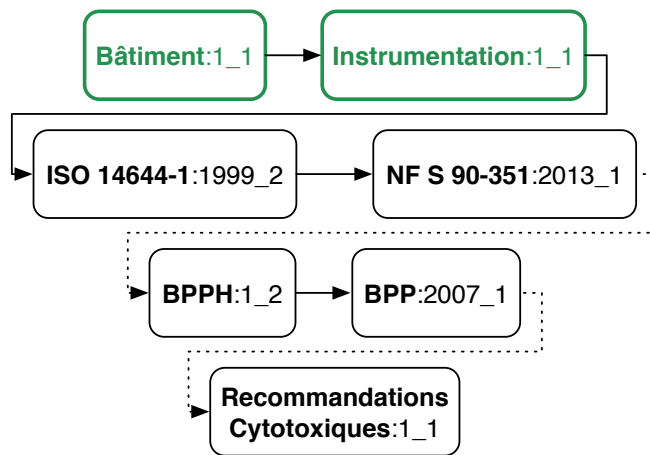 Bâtiment:1_1
Instrumentation:1_1
ISO 14644-1:1999_2
NF S 90-351:2013_1
BPPH:1_2
BPP:2007_1
Recommandations
Cytotoxiques:1_1